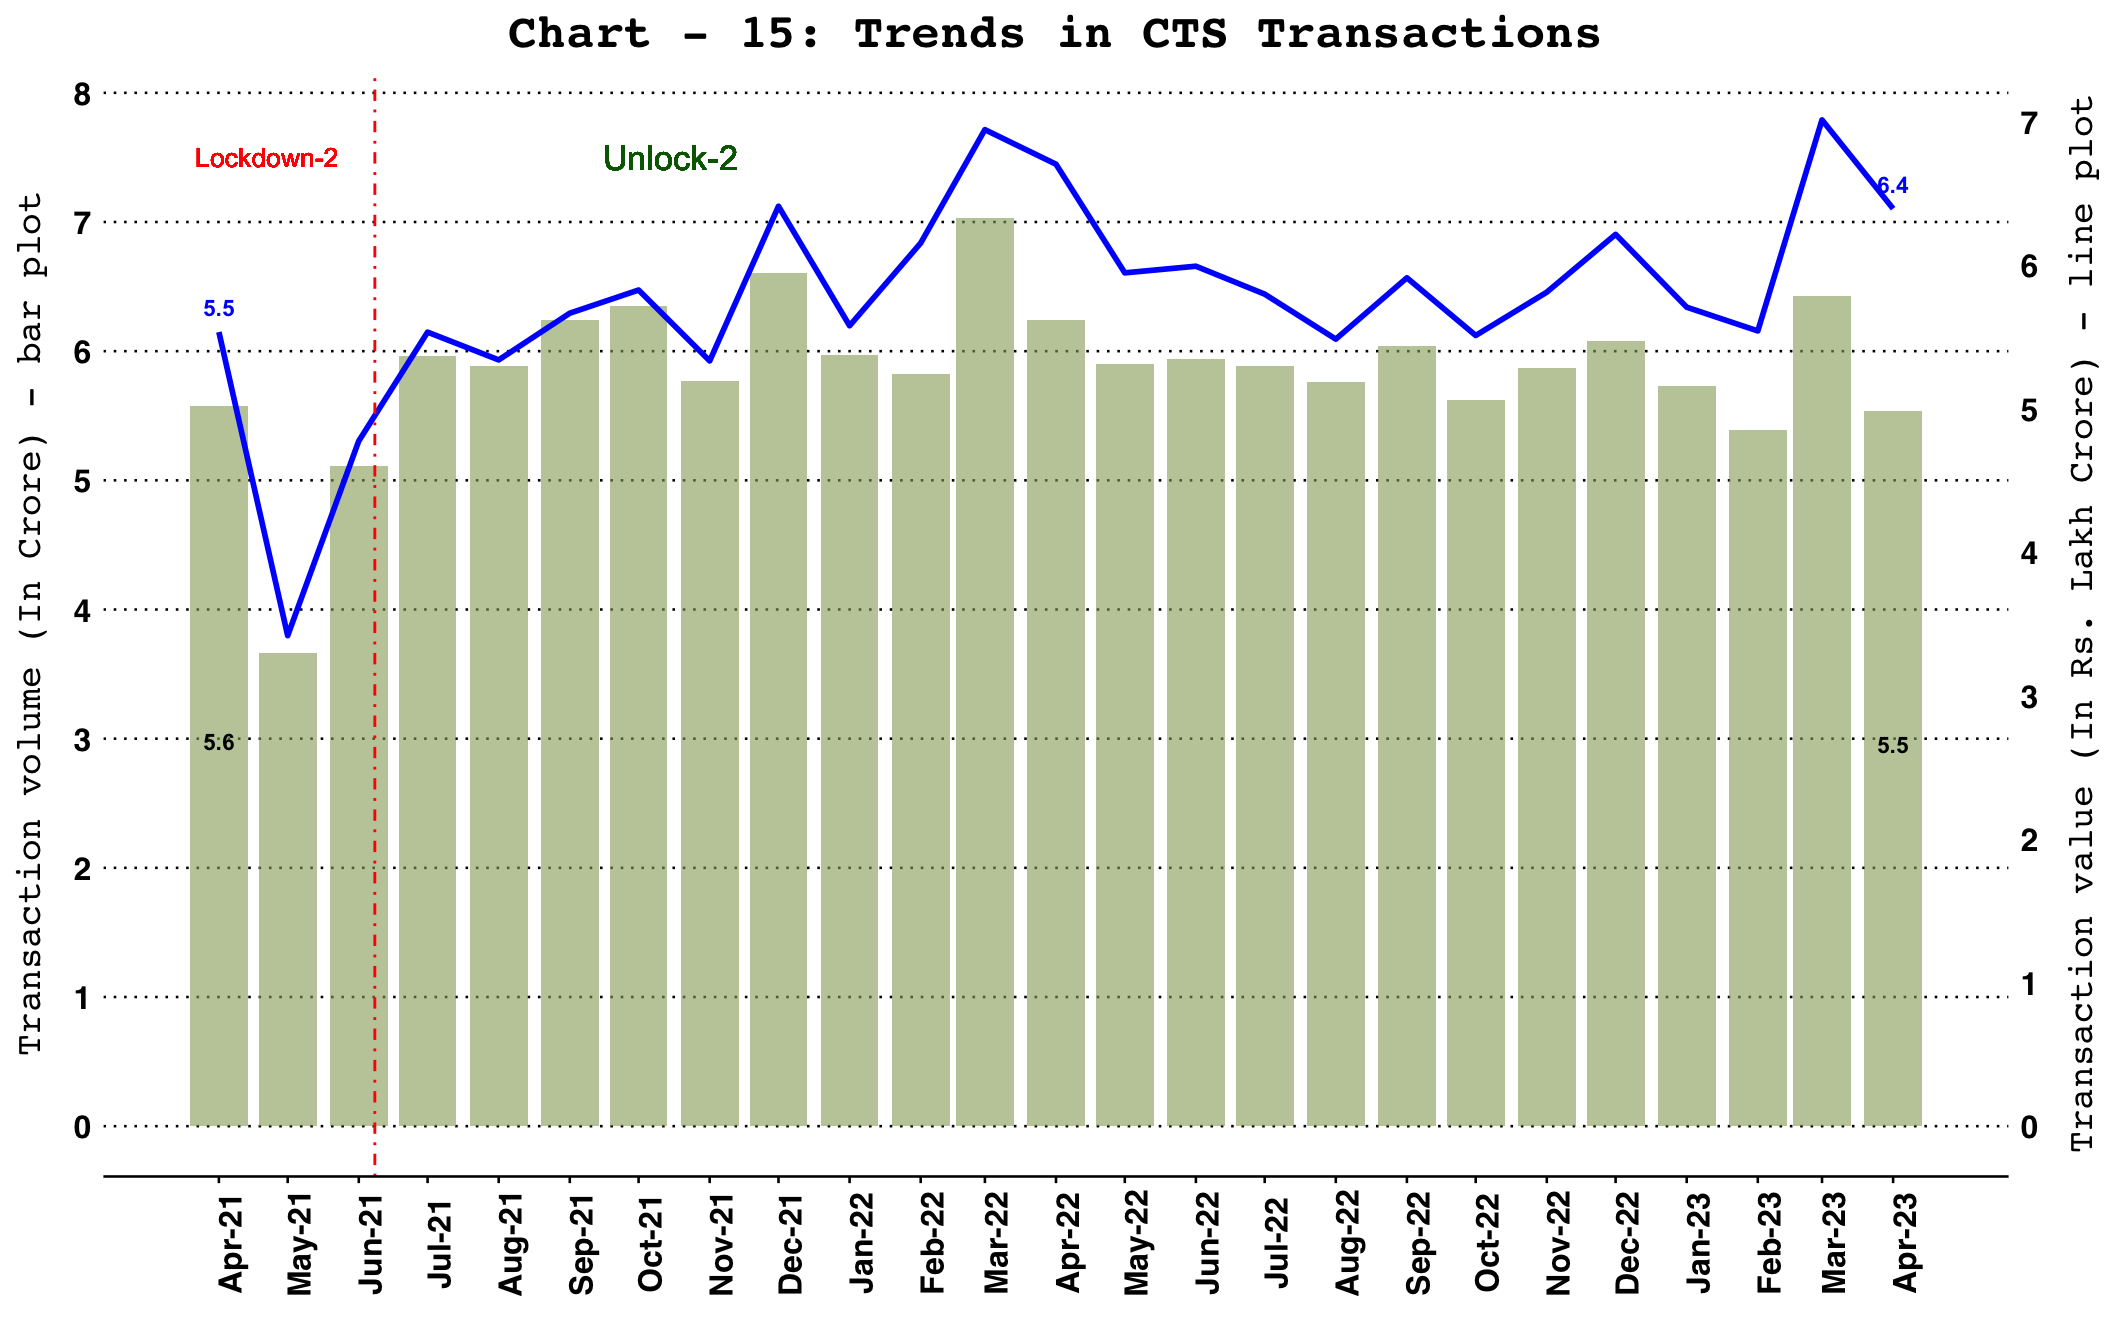 Chart – 15: Trends in CTS Transactions
Transaction volume (In Crore) – bar plot
8
7
6
5
4
3
2
1
0
Lockdown-2
Unlock-2
5.5
6.4
5.6
5.5
7
6
5
4
3
2
1
0
Transaction value (In Rs. Lakh Crore) – line plot
Apr-21
May-21
Jun-21
Jul-21
Aug-21
Sep-21
Oct-21
Nov-21
Dec-21
Jan-22
Feb-22
Mar-22
Apr-22
May-22
Jun-22
Jul-22
Aug-22
Sep-22
Oct-22
Nov-22
Dec-22
Jan-23
Feb-23
Mar-23
Apr-23